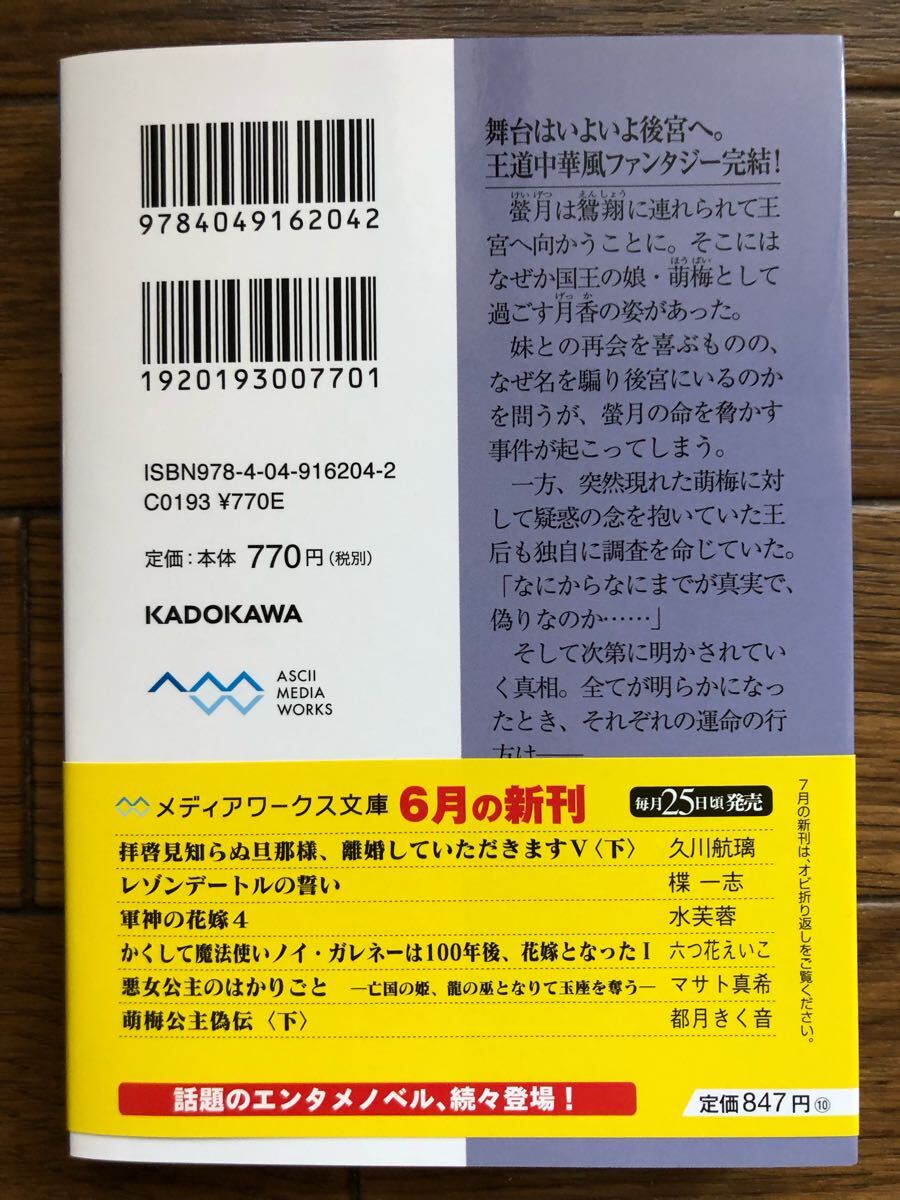 9784049162042
1920193007701
ISBN978-4-04-916204-2
C0193 ¥770E
定価：本体 770円(税別)
KADOKAWA
ASCII
MEDIA
WORKS
舞台はいよいよ後宮へ。
王道中華風ファンタジー完結！
けいげつ えんしょう
螢月は鴛翔に連れられて王
宮へ向かうことに。そこには
ほうばい
なぜか国王の娘・萌梅として
げっか
過ごす月香の姿があった。
妹との再会を喜ぶものの、
なぜ名を騙り後宮にいるのか
を問うが、螢月の命を脅かす
事件が起こってしまう。
一方、突然現れた萌梅に対
して疑惑の念を抱いていた王
后も独自に調査を命じていた。
「なにからなにまでが真実で、
偽りなのか……」
そして次第に明かされてい
く真相。全てが明らかになっ
たとき、それぞれの運命の行
方は――
メディアワークス文庫 6月の新刊 毎月25日頃発売
拝啓見知らぬ旦那様、離婚していただきますⅤ〈下〉 久川航璃
レゾンデートルの誓い 楪 一志
軍神の花嫁4 水芙蓉
かくして魔法使いノイ・ガレネーは100年後、花嫁となったⅠ 六つ花えいこ
悪女公主のはかりごと ―亡国の姫、龍の巫となりて玉座を奪う― マサト真希
萌梅公主偽伝〈下〉 都月きく音
7月の新刊は、オビ折り返しをご覧ください。
話題のエンタメノベル、続々登場！
定価847円⑩